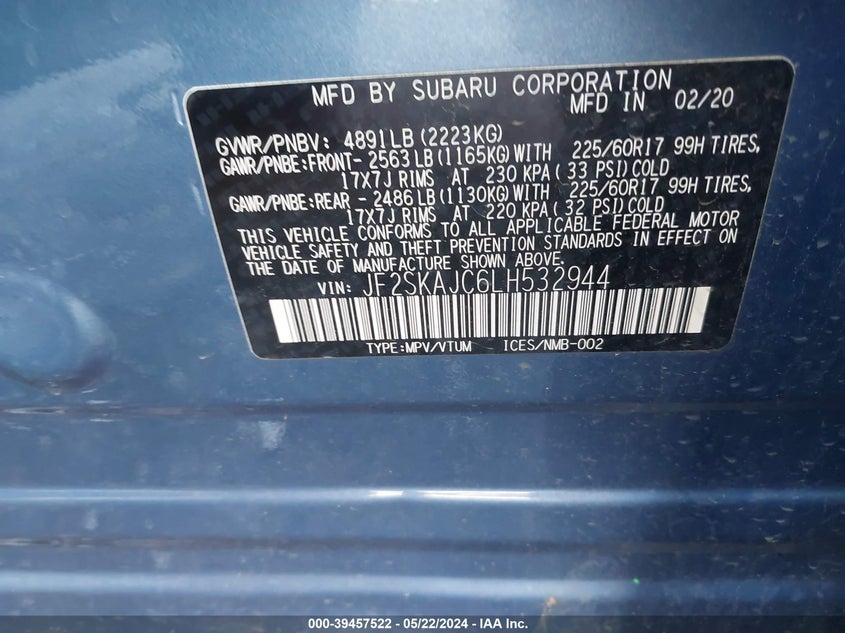 MFD BY SUBARU CORPORATION
MFD IN 02/20
GVWR/PNBV: 4891LB(2223KG)
GAWR/PNBE:FRONT- 2563LB(1165KG)WITH 225/60R17 99H TIRES,
17X7J RIMS AT 230 KPA( 33 PSI)COLD
GAWR/PNBE:REAR - 2486LB(1130KG)WITH 225/60R17 99H TIRES,
17X7J RIMS AT 220 KPA( 32 PSI)COLD
THIS VEHICLE CONFORMS TO ALL APPLICABLE FEDERAL MOTOR
VEHICLE SAFETY AND THEFT PREVENTION STANDARDS IN EFFECT ON
THE DATE OF MANUFACTURE SHOWN ABOVE.
VIN: JF2SKAJC6LH532944
TYPE:MPV/VTUM ICES/NMB-002
000-39457522 - 05/22/2024 - IAA Inc.